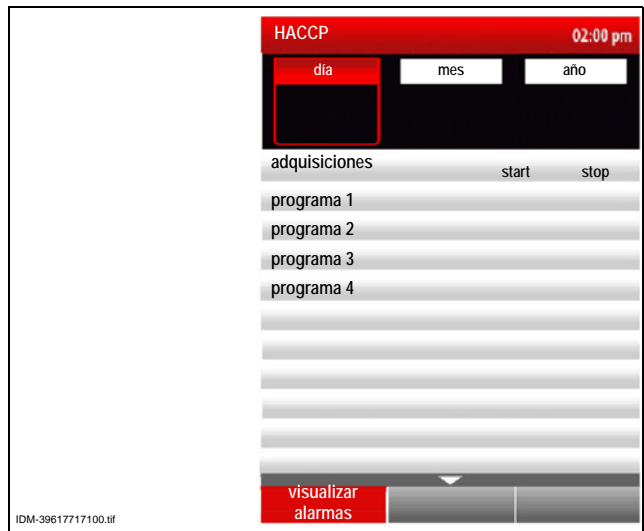 HACCP 02:00 pm
día mes año
adquisiciones start stop
programa 1
programa 2
programa 3
programa 4
visualizar
alarmas
IDM-39617717100.tif